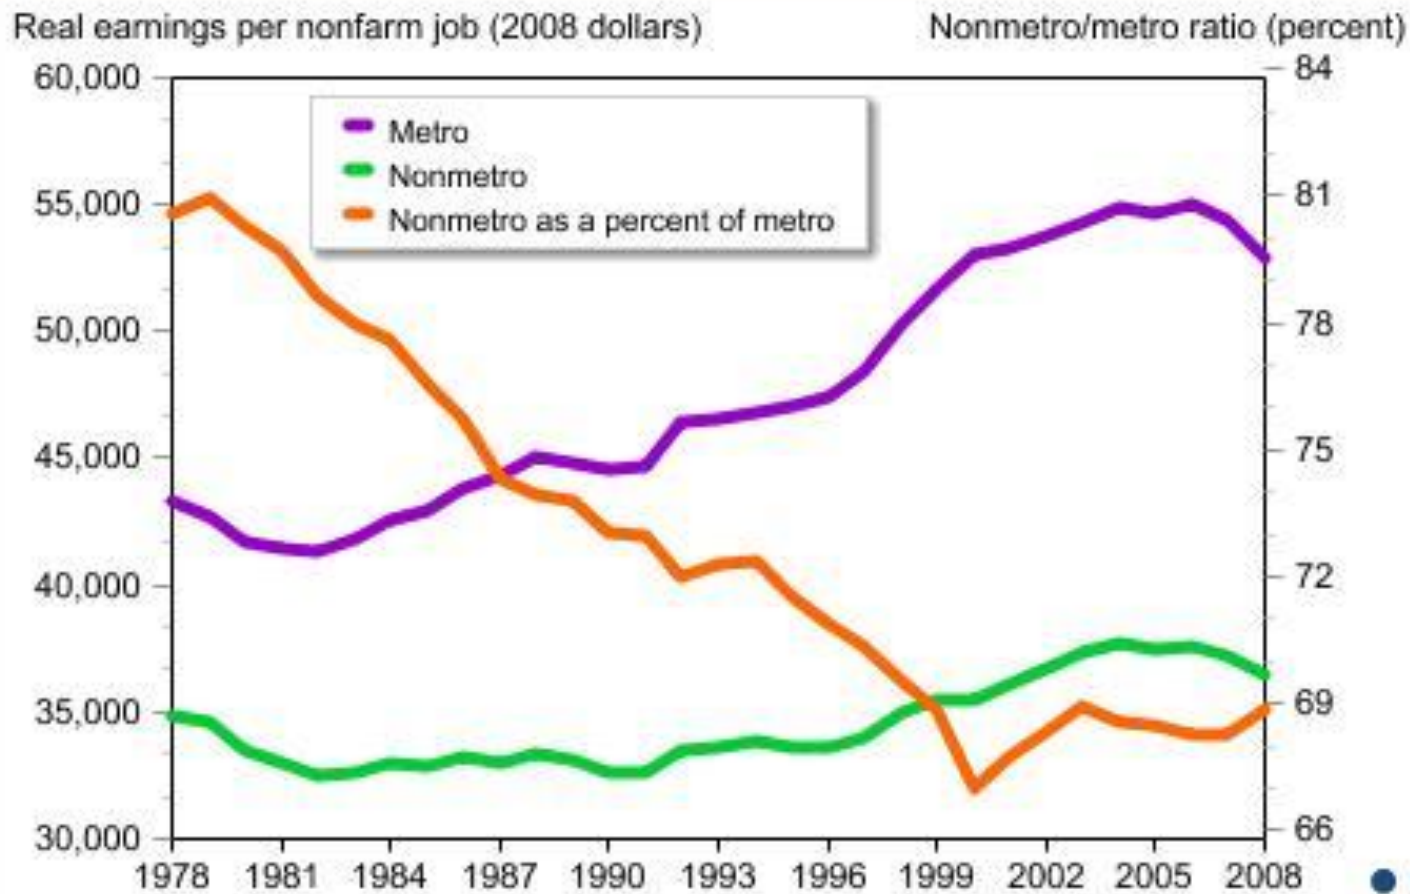 Real earnings per nonfarm job (2008 dollars)
Nonmetro/metro ratio (percent)
60,000
55,000
50,000
45,000
40,000
35,000
30,000
Metro
Nonmetro
Nonmetro as a percent of metro
84
81
78
75
72
69
66
1978 1981 1984 1987 1990 1993 1996 1999 2002 2005 2008